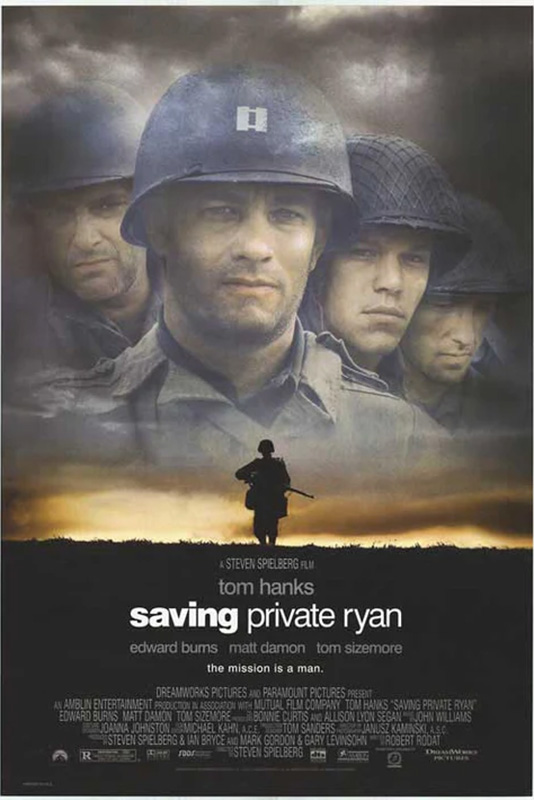 A STEVEN SPIELBERG FILM
tom hanks
saving private ryan
edward burns matt damon tom sizemore
the mission is a man.
DREAMWORKS PICTURES AND PARAMOUNT PICTURES PRESENT
AN AMBLIN ENTERTAINMENT PRODUCTION IN ASSOCIATION WITH MUTUAL FILM COMPANY TOM HANKS "SAVING PRIVATE RYAN"
EDWARD BURNS MATT DAMON TOM SIZEMORE BONNIE CURTIS AND ALLISON LYON SEGAN JOHN WILLIAMS
JOANNA JOHNSTON MICHAEL KAHN, A.C.E. TOM SANDERS JANUSZ KAMINSKI, A.S.C.
STEVEN SPIELBERG & IAN BRYCE AND MARK GORDON & GARY LEVINSOHN ROBERT RODAT
STEVEN SPIELBERG
R
DREAMWORKS
PICTURES